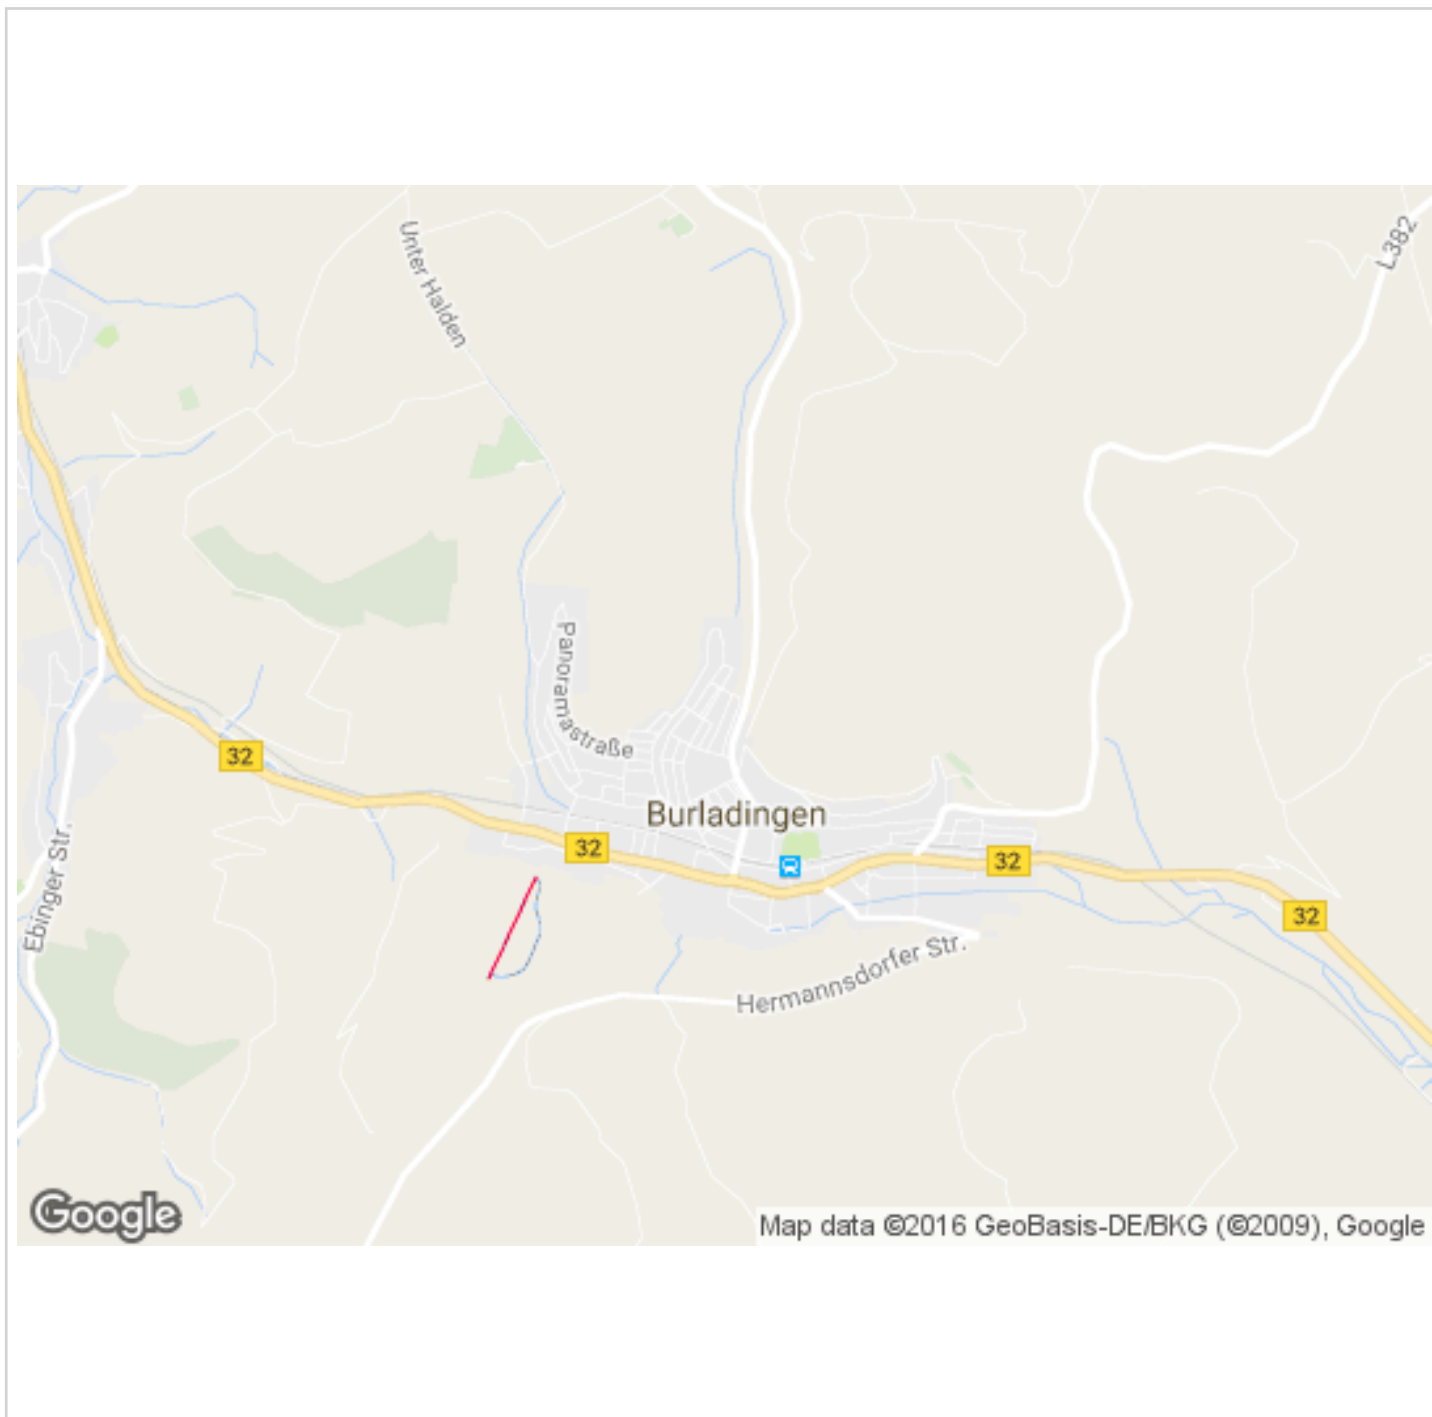 Unter Halden
L382
Panoramastraße
32
Burladingen
32
32
32
Ebinger Str.
Hermannsdorfer Str.
Google
Map data ©2016 GeoBasis-DE/BKG (©2009), Google